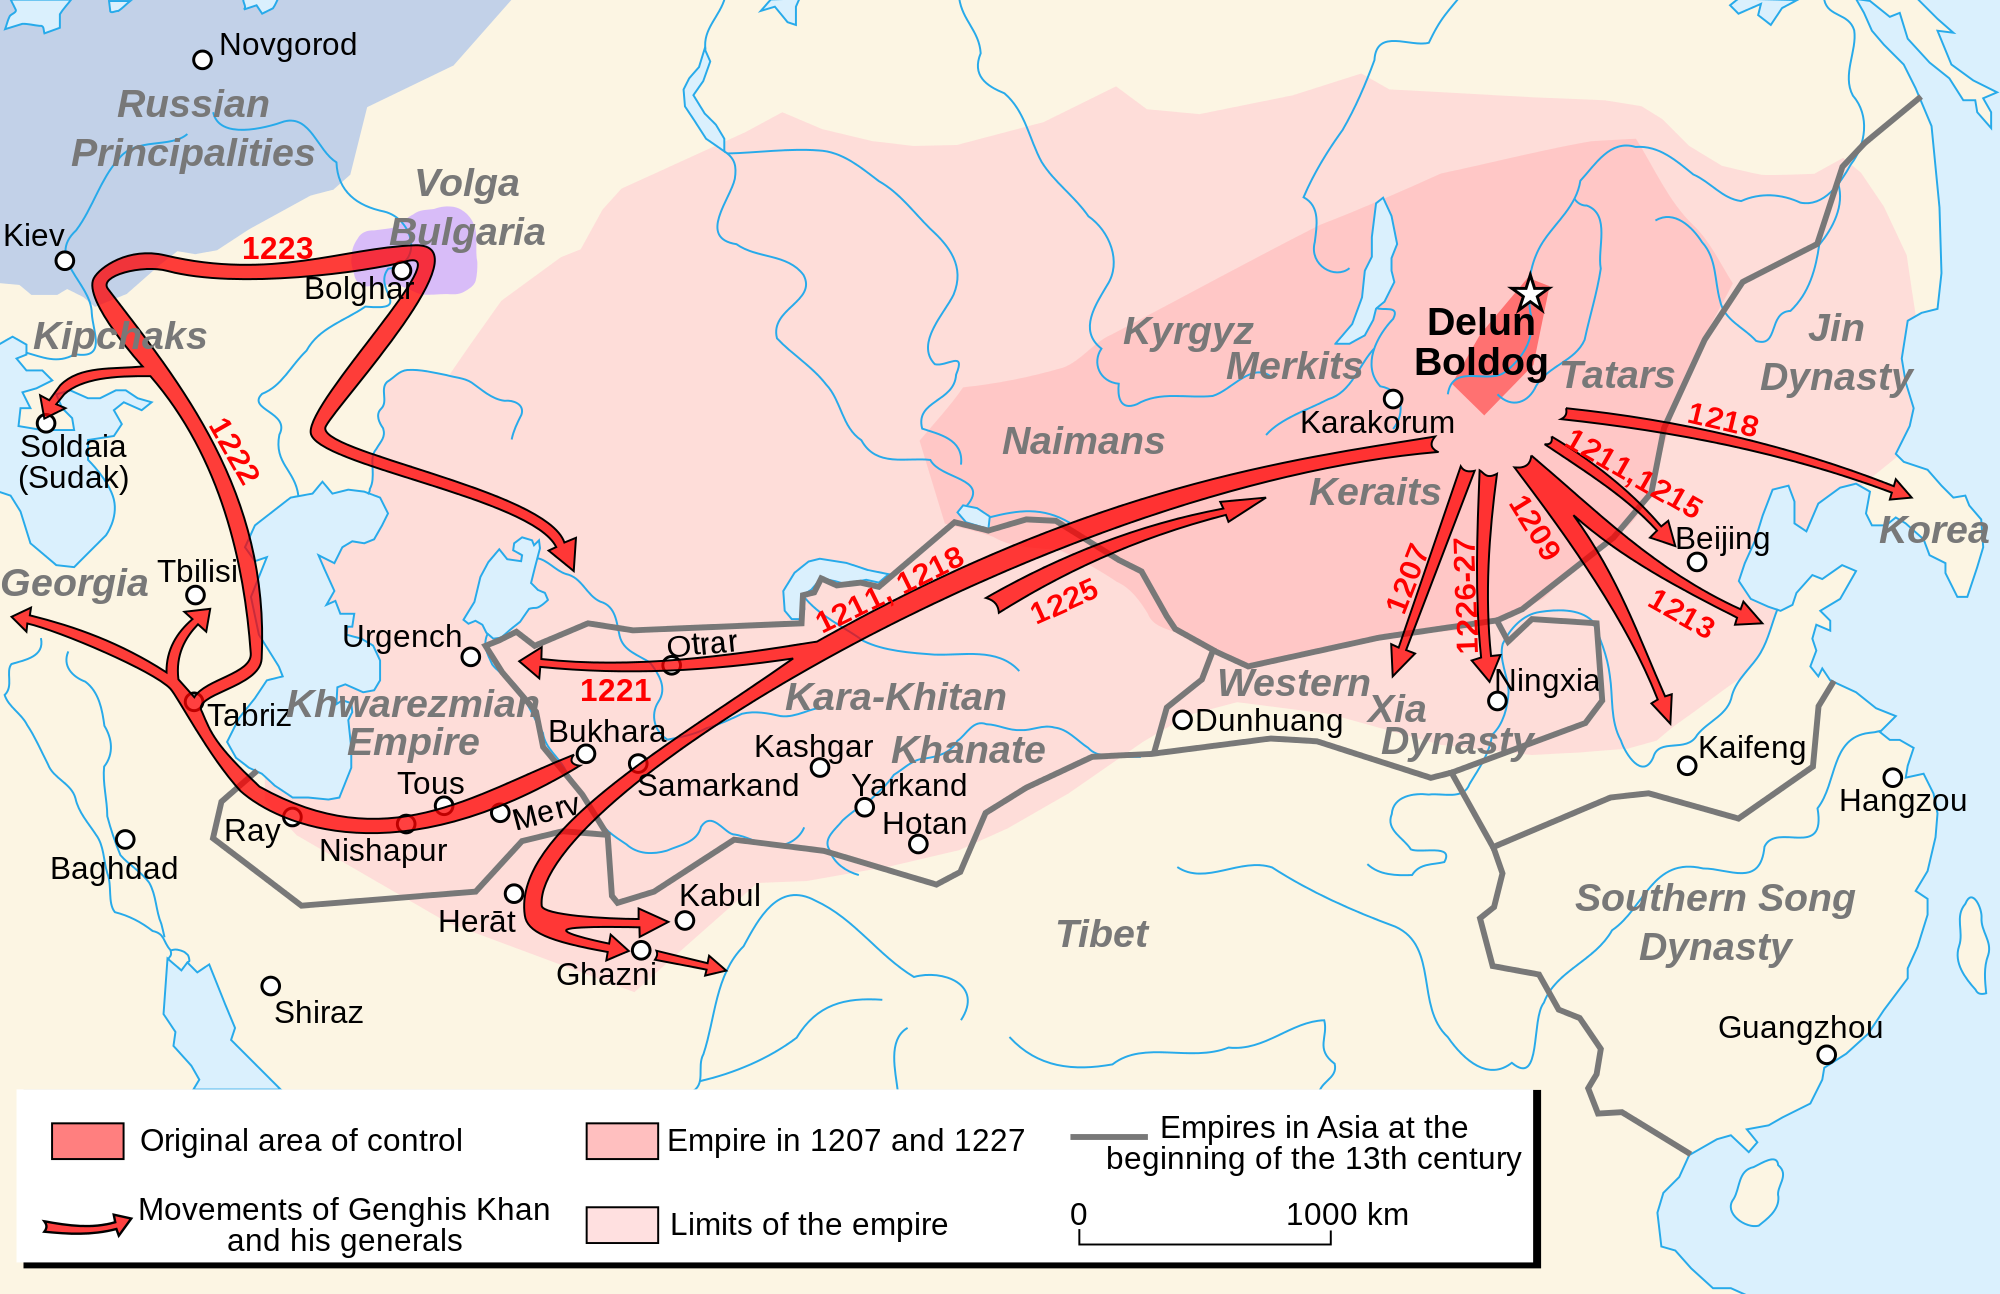 Novgorod
Russian
Principalities
Volga
Bulgaria
Kiev
1223
Bolghar
Kipchaks
Kyrgyz
Merkits
Delun
Boldog
Tatars
Jin
Dynasty
Karakorum
1218
Naimans
Soldaia
(Sudak)
1222
1211,1215
Keraits
1209
Korea
Beijing
Georgia
Tbilisi
1211, 1218
1225
1207
1226-27
1213
Urgench
Otrar
1221
Tabriz
Khwarezmian
Empire
Kara-Khitan
Khanate
Western
Xia
Dynasty
Ningxia
Dunhuang
Bukhara
Samarkand
Kashgar
Yarkand
Hotan
Kaifeng
Hangzou
Tous
Merv
Ray
Nishapur
Baghdad
Herāt
Kabul
Ghazni
Tibet
Southern Song
Dynasty
Shiraz
Guangzhou
Original area of control
Empire in 1207 and 1227
Empires in Asia at the
beginning of the 13th century
Movements of Genghis Khan
and his generals
Limits of the empire
0
1000 km